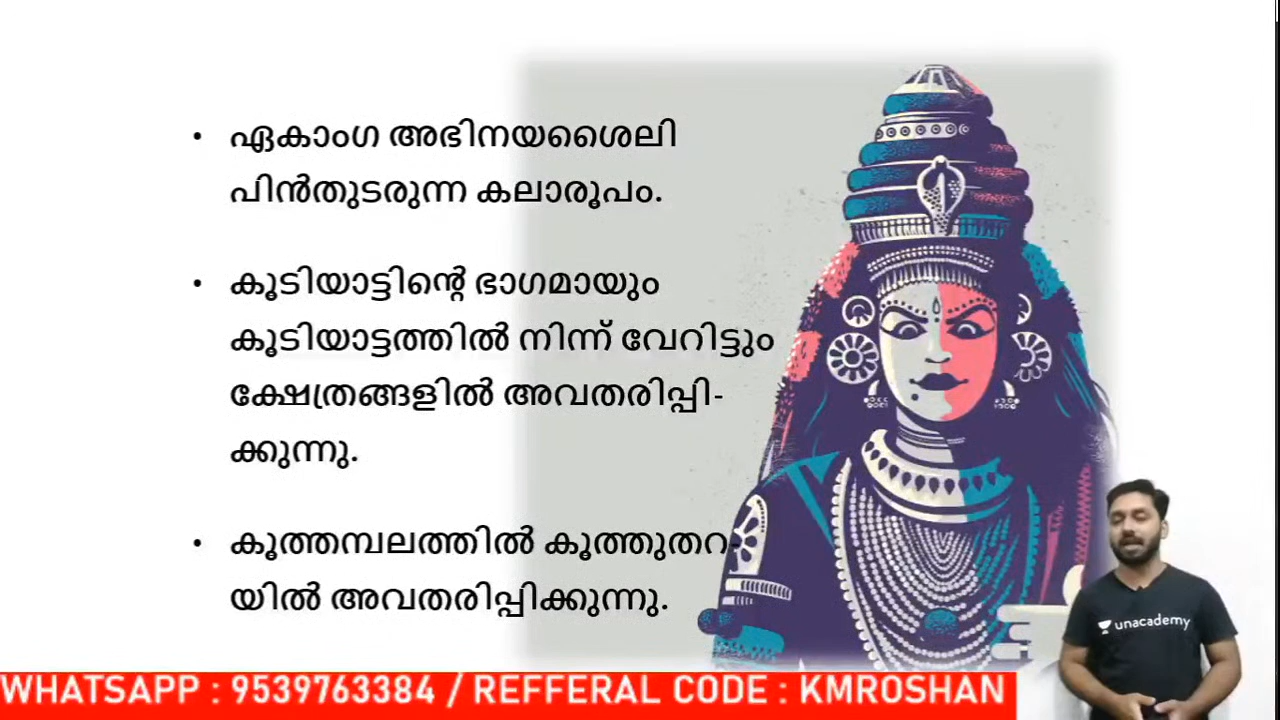 • ഏകാംഗ അഭിനയശൈലി
പിൻതുടരുന്ന കലാരൂപം.
• കൂടിയാട്ടിന്റെ ഭാഗമായും
കൂടിയാട്ടത്തിൽ നിന്ന് വേറിട്ടും
ക്ഷേത്രങ്ങളിൽ അവതരിപ്പി-
ക്കുന്നു.
• കൂത്തമ്പലത്തിൽ കൂത്തുതറ-
യിൽ അവതരിപ്പിക്കുന്നു.
unacademy
WHATSAPP : 9539763384 / REFFERAL CODE : KMROSHAN